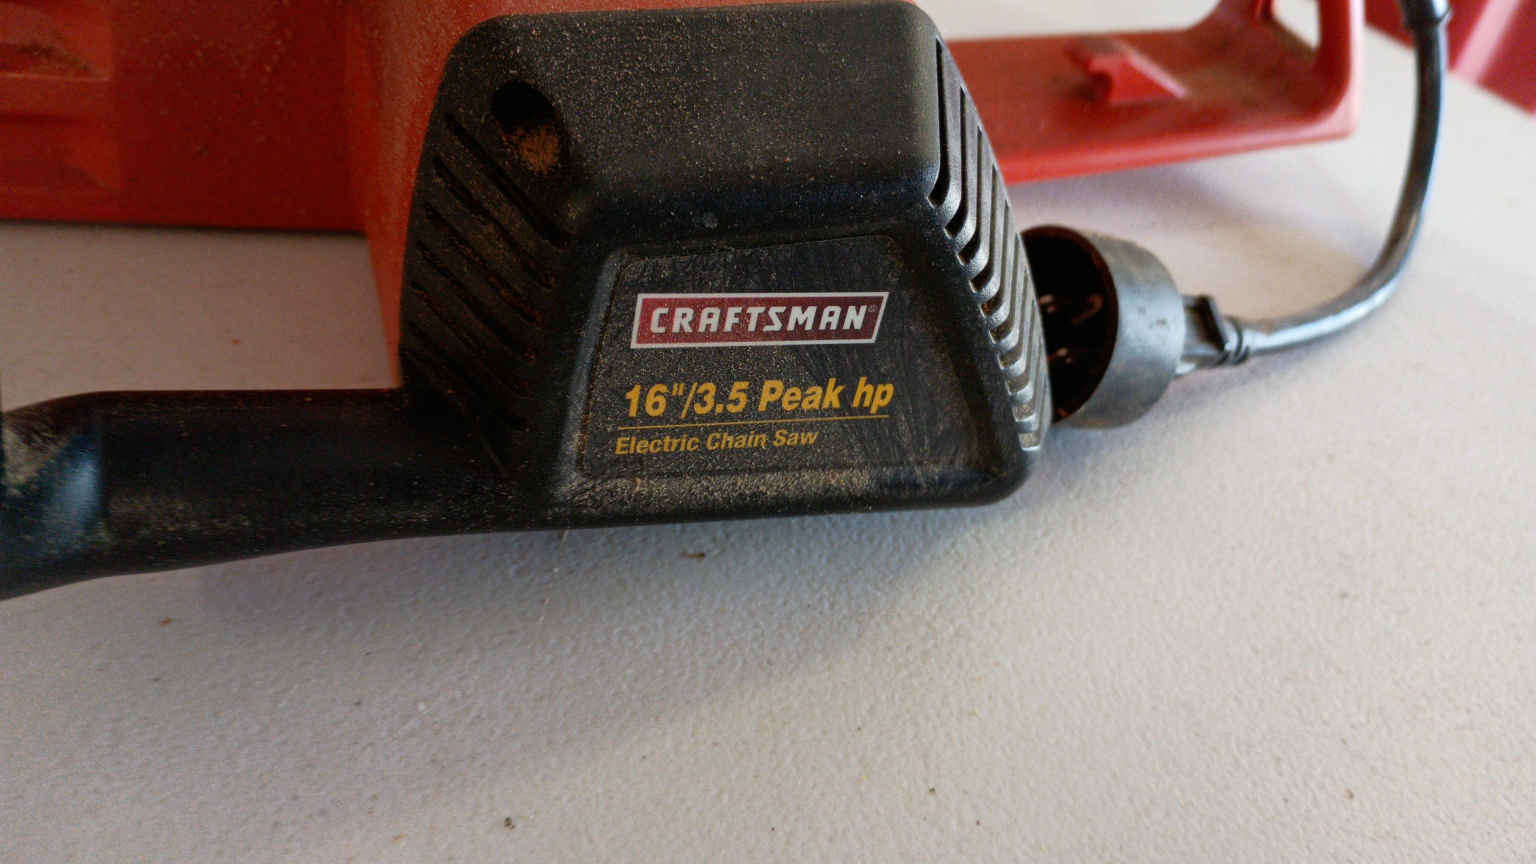 CRAFTSMAN®
16"/3.5 Peak hp
Electric Chain Saw